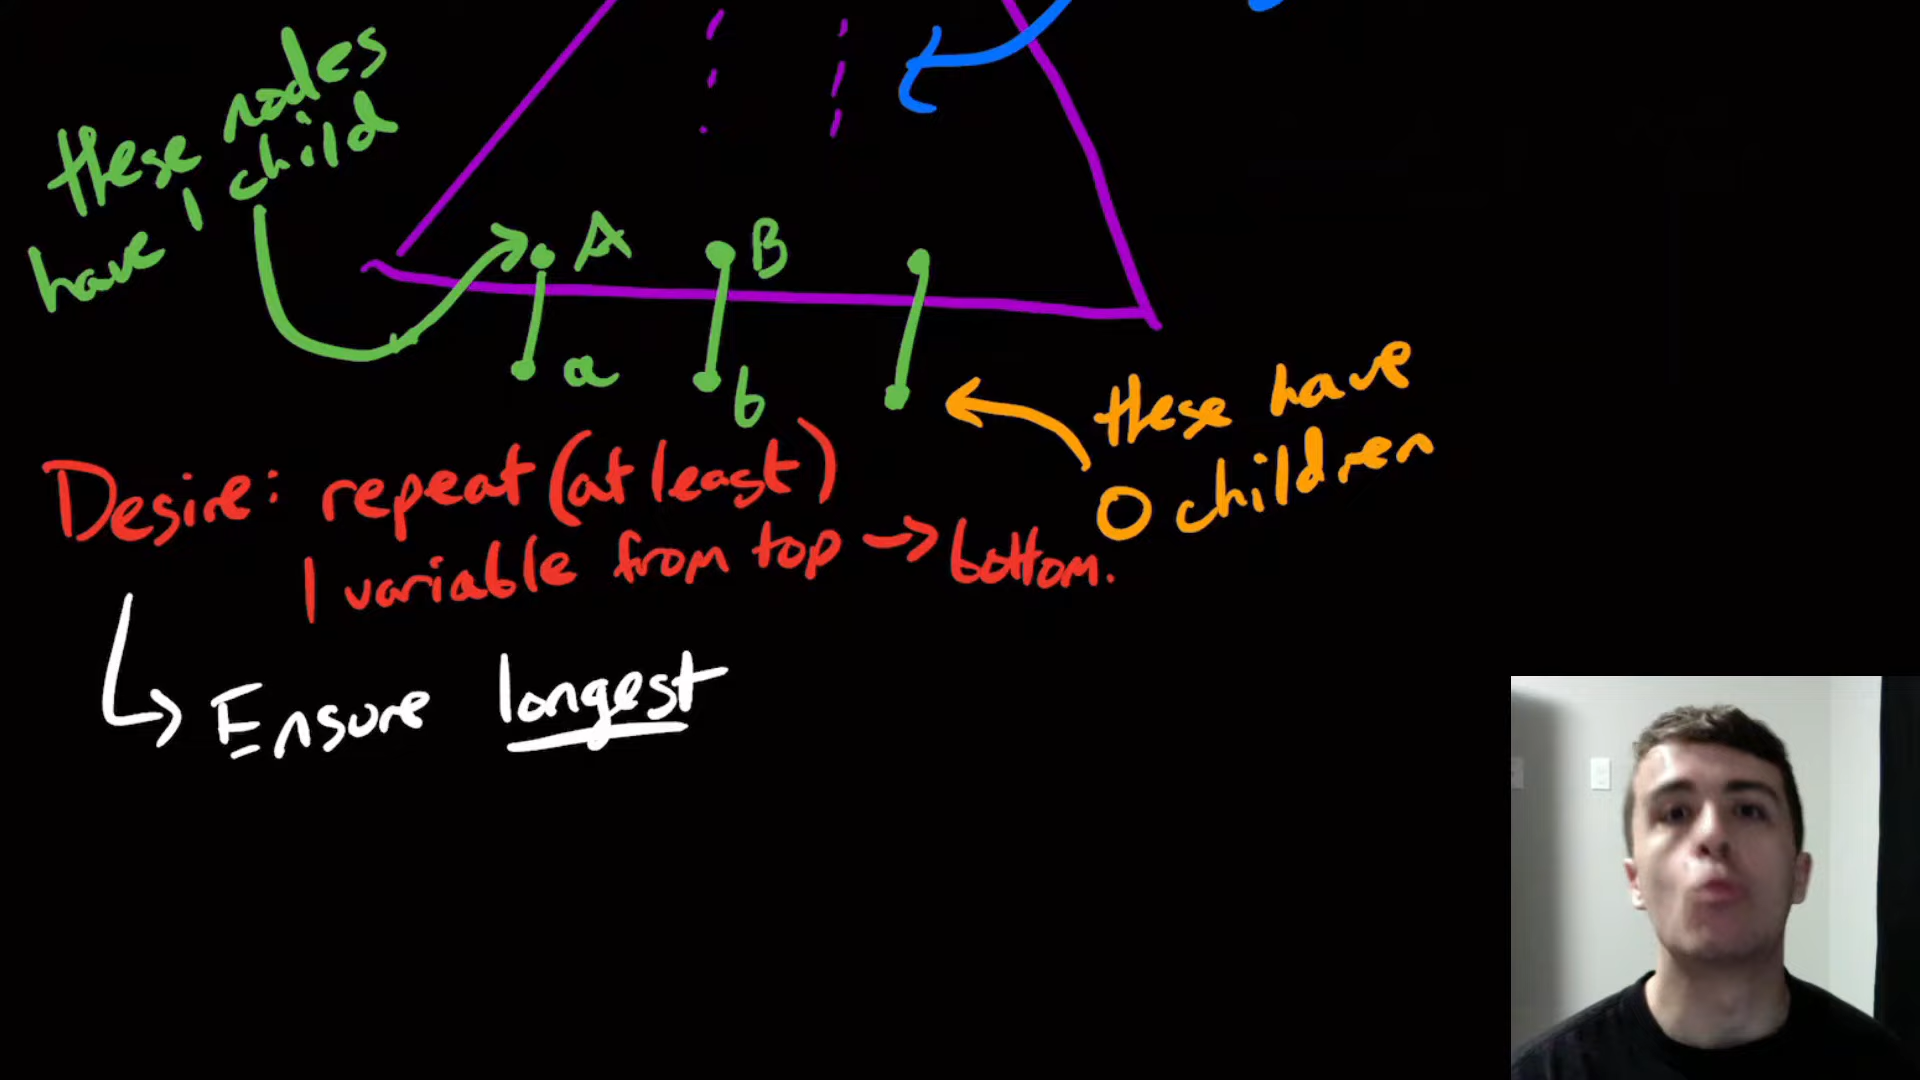 these nodes
have 1 child
A
B
a
b
these have
0 children
Desire: repeat (at least)
1 variable from top → bottom.
Ensure longest